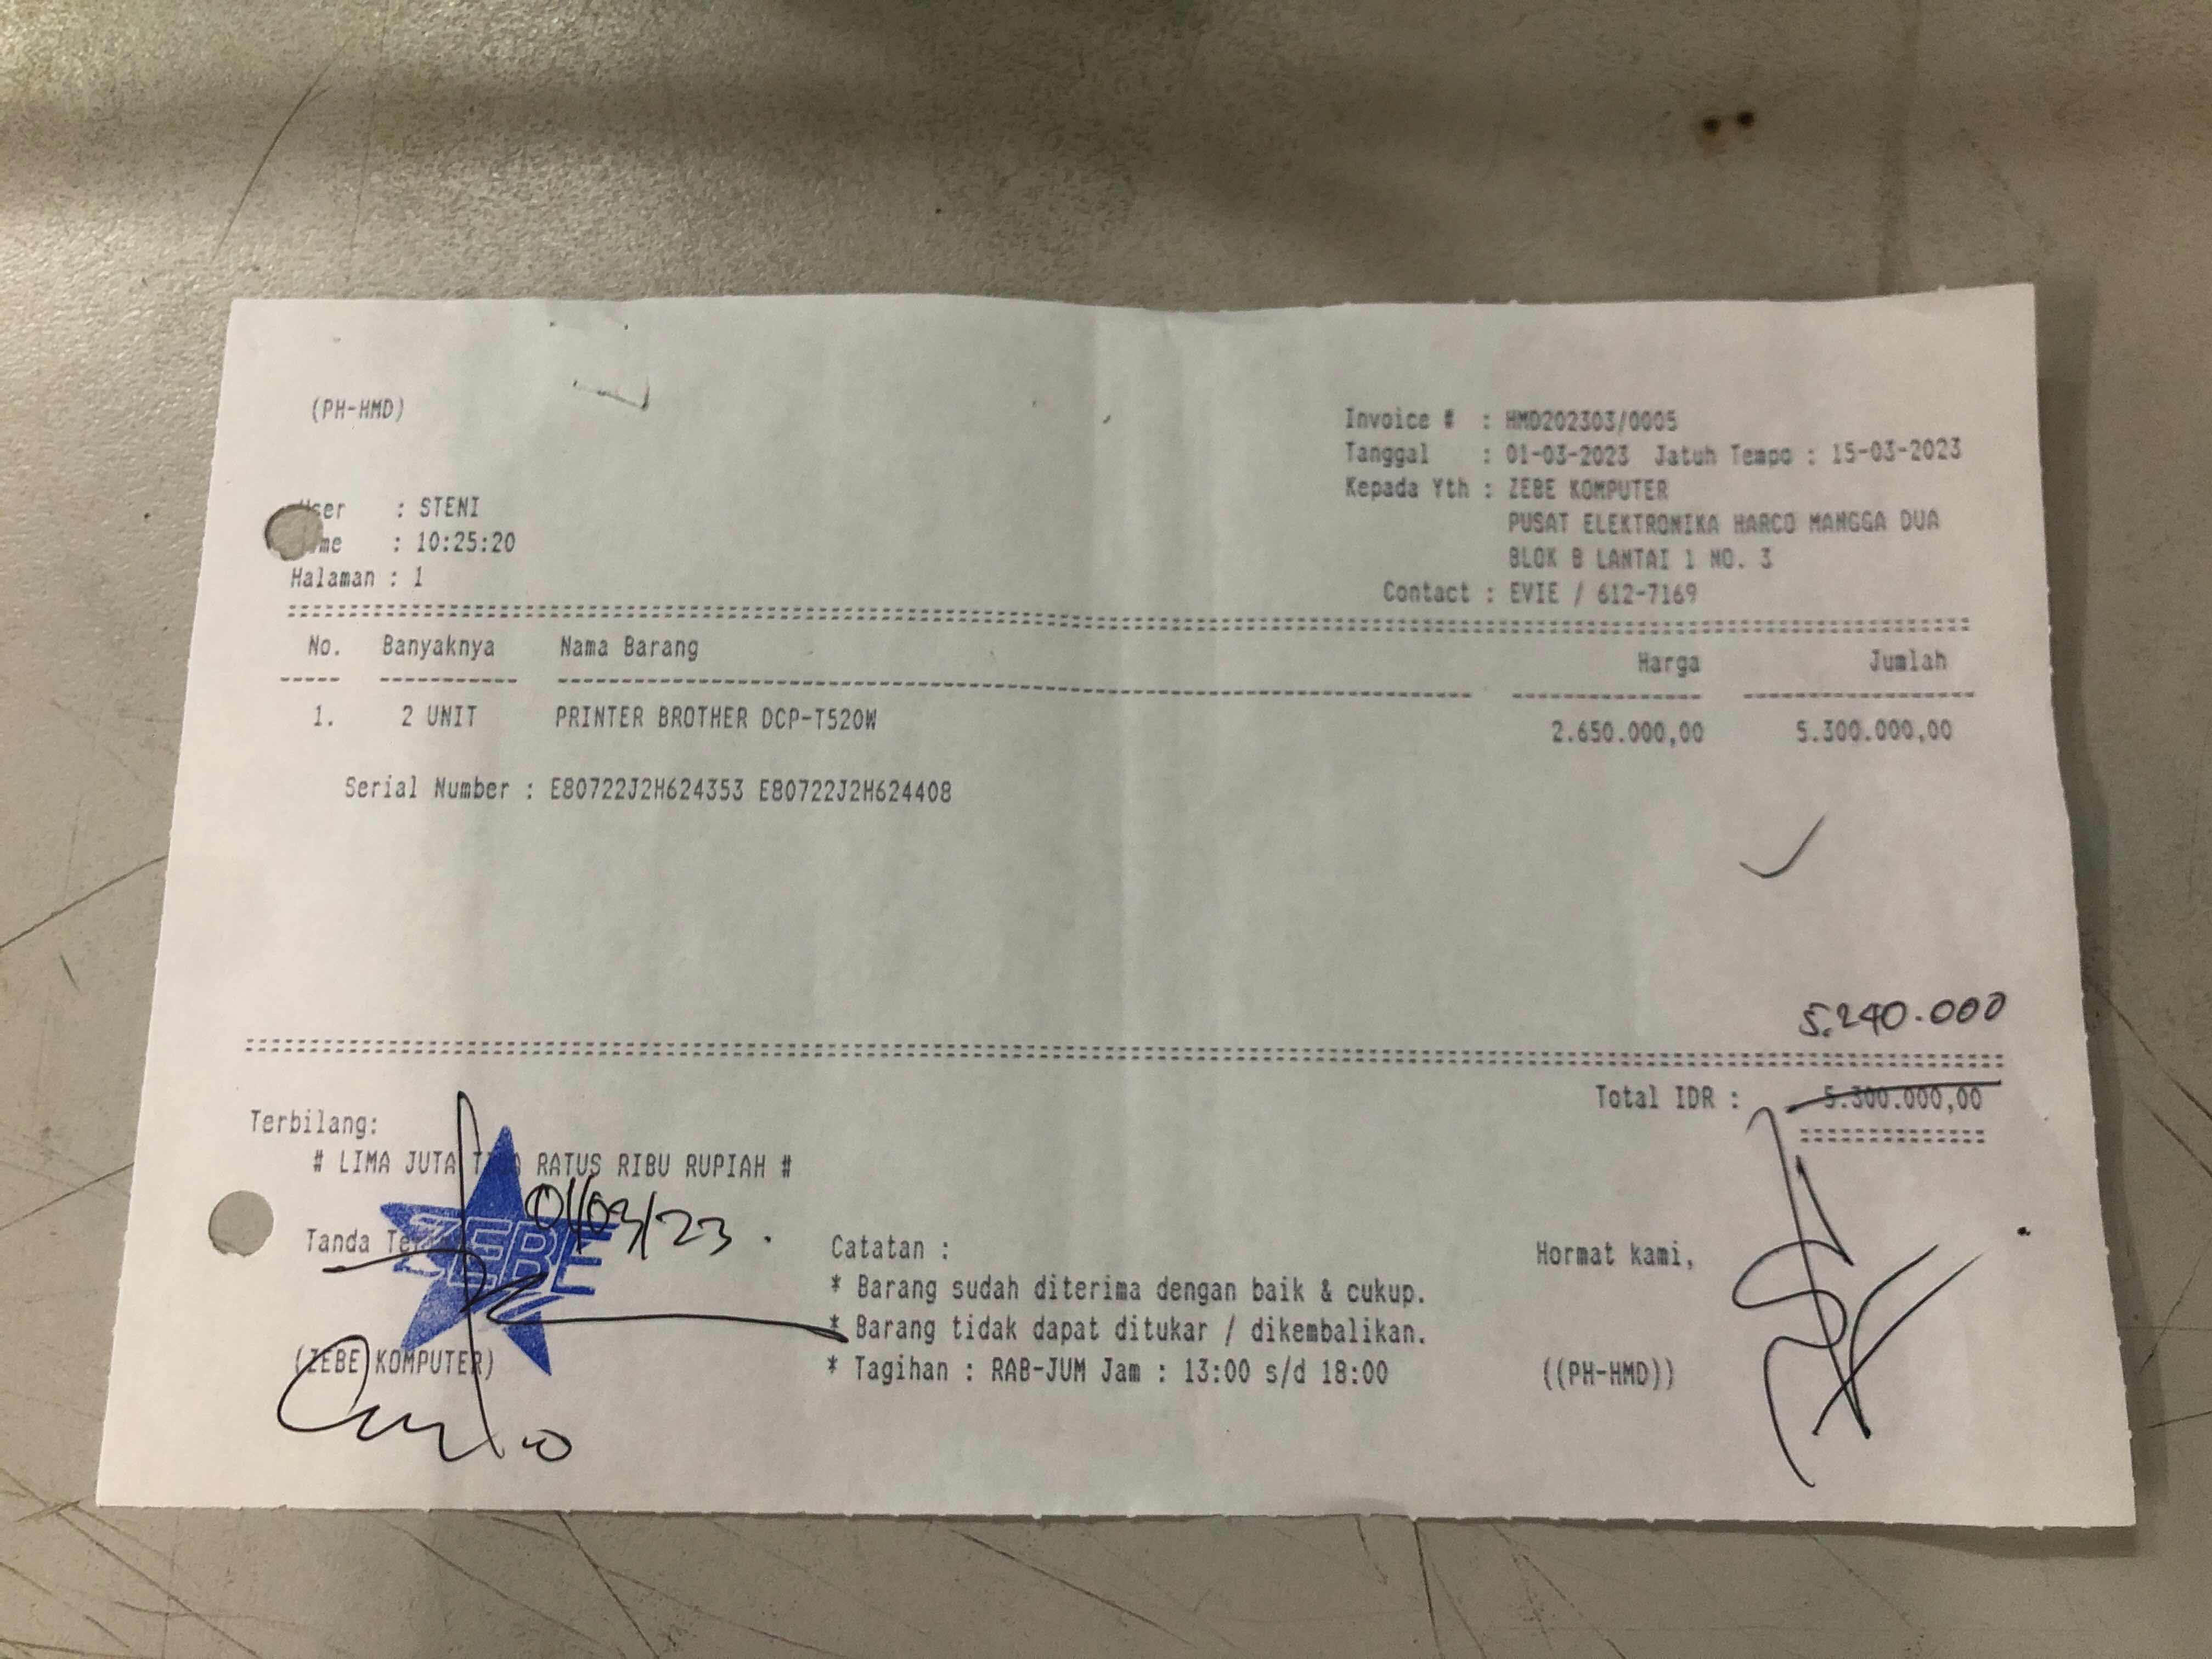 (PH-HMD)
Invoice # : HMD202303/0005
Tanggal : 01-03-2023 Jatuh Tempo : 15-03-2023
Kepada Yth : ZEBE KOMPUTER
PUSAT ELEKTRONIKA HARCO MANGGA DUA
BLOK B LANTAI 1 NO. 3
Contact : EVIE / 612-7169
: STENI
: 10:25:20
Halaman : 1
No. Banyaknya Nama Barang Harga Jumlah
1. 2 UNIT PRINTER BROTHER DCP-T520W 2.650.000,00 5.300.000,00
Serial Number : E80722J2H624353 E80722J2H624408
5.240.000
Total IDR : 5.300.000,00
Terbilang:
# LIMA JUTA RATUS RIBU RUPIAH #
01/03/23.
Tanda
ZEBE
(ZEBE KOMPUTER)
Catatan :
* Barang sudah diterima dengan baik & cukup.
* Barang tidak dapat ditukar / dikembalikan.
* Tagihan : RAB-JUM Jam : 13:00 s/d 18:00
Hormat kami,
((PH-HMD))